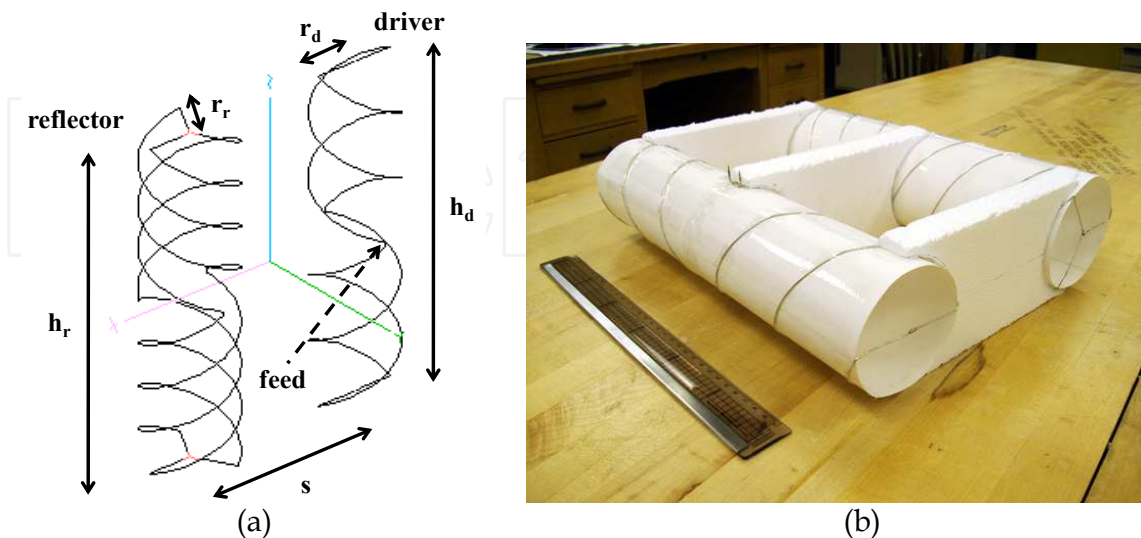 driver
r_d
z
r_r
reflector
h_d
h_r
x
feed
s
(a)
(b)